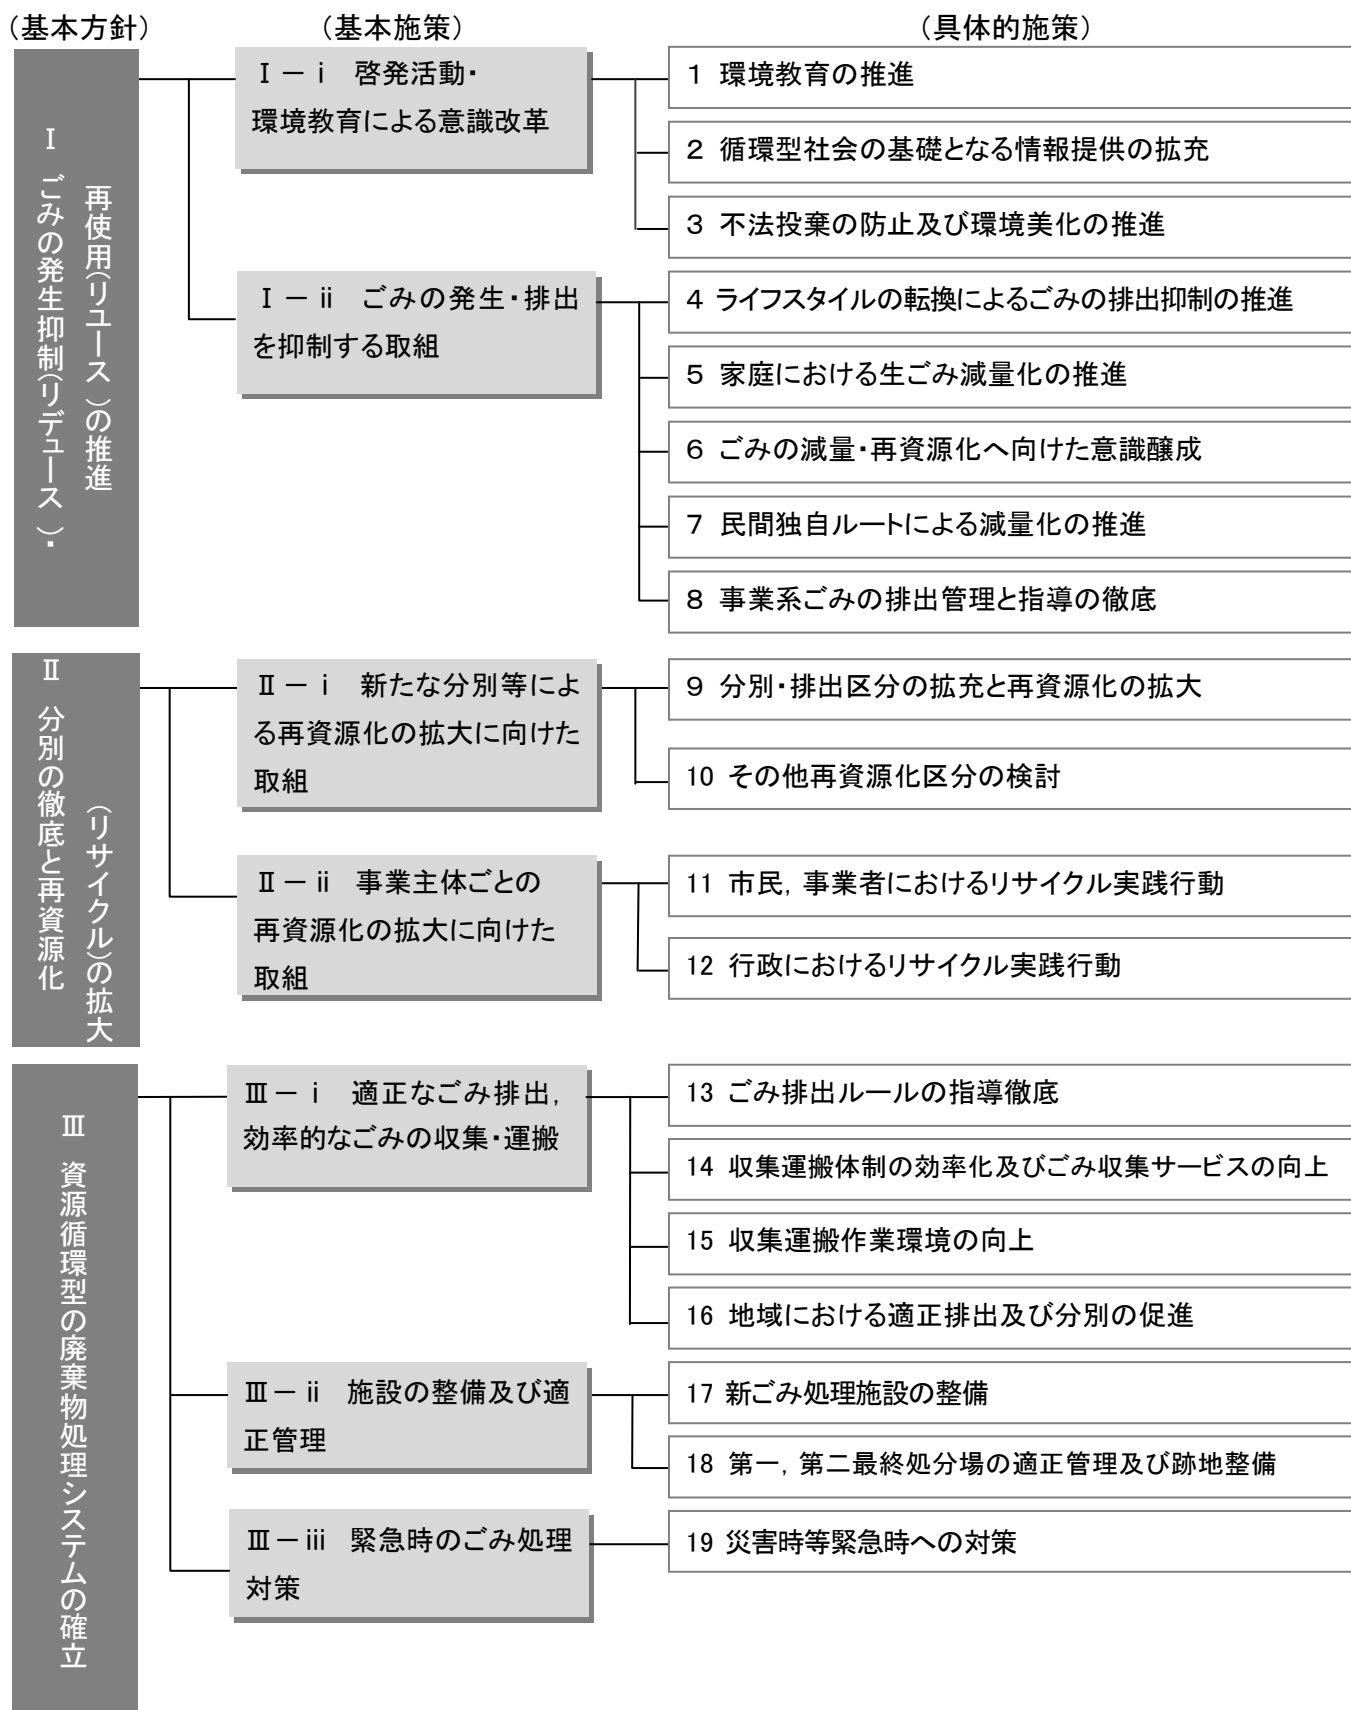 (基本方針)
(基本施策)
(具体的施策)
Ⅰ ごみの発生抑制(リデュース)・
再使用(リユース)の推進
Ⅰ－ⅰ 啓発活動・
環境教育による意識改革
1 環境教育の推進
2 循環型社会の基礎となる情報提供の拡充
3 不法投棄の防止及び環境美化の推進
Ⅰ－ⅱ ごみの発生・排出
を抑制する取組
4 ライフスタイルの転換によるごみの排出抑制の推進
5 家庭における生ごみ減量化の推進
6 ごみの減量・再資源化へ向けた意識醸成
7 民間独自ルートによる減量化の推進
8 事業系ごみの排出管理と指導の徹底
Ⅱ 分別の徹底と再資源化
(リサイクル)の拡大
Ⅱ－ⅰ 新たな分別等によ
る再資源化の拡大に向けた
取組
9 分別・排出区分の拡充と再資源化の拡大
10 その他再資源化区分の検討
Ⅱ－ⅱ 事業主体ごとの
再資源化の拡大に向けた
取組
11 市民，事業者におけるリサイクル実践行動
12 行政におけるリサイクル実践行動
Ⅲ 資源循環型の廃棄物処理システムの確立
Ⅲ－ⅰ 適正なごみ排出，
効率的なごみの収集・運搬
13 ごみ排出ルールの指導徹底
14 収集運搬体制の効率化及びごみ収集サービスの向上
15 収集運搬作業環境の向上
16 地域における適正排出及び分別の促進
Ⅲ－ⅱ 施設の整備及び適
正管理
17 新ごみ処理施設の整備
18 第一，第二最終処分場の適正管理及び跡地整備
Ⅲ－ⅲ 緊急時のごみ処理
対策
19 災害時等緊急時への対策